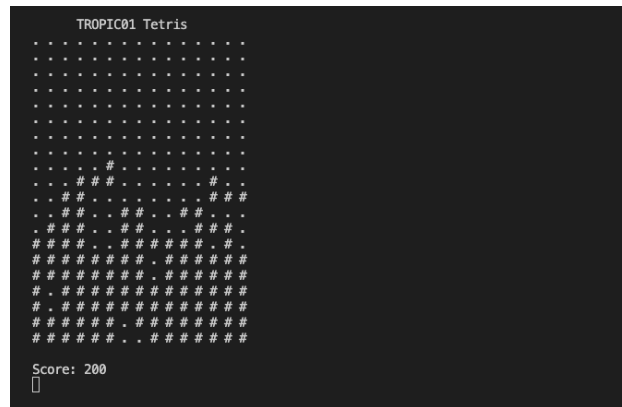 TROPIC01 Tetris
. . . . . . . . . . . . . . .
. . . . . . . . . . . . . . .
. . . . . . . . . . . . . . .
. . . . . . . . . . . . . . .
. . . . . . . . . . . . . . .
. . . . . . . . . . . . . . .
. . . . . . . . . . . . . . .
. . . . . . . . . . . . . . .
. . . . . # . . . . . . . . .
. . . # # # . . . . . . # . .
. . # # . . . . . . . . # # #
. . # # . . # # . . # # . . .
. # # # . . # # . . . # # # .
# # # # . . # # # # # # . # .
# # # # # # # # . # # # # # #
# # # # # # # # . # # # # # #
# . # # # # # # # # # # # # #
# . # # # # # # # # # # # # #
# # # # # # . # # # # # # # #
# # # # # # . . # # # # # # #
Score: 200